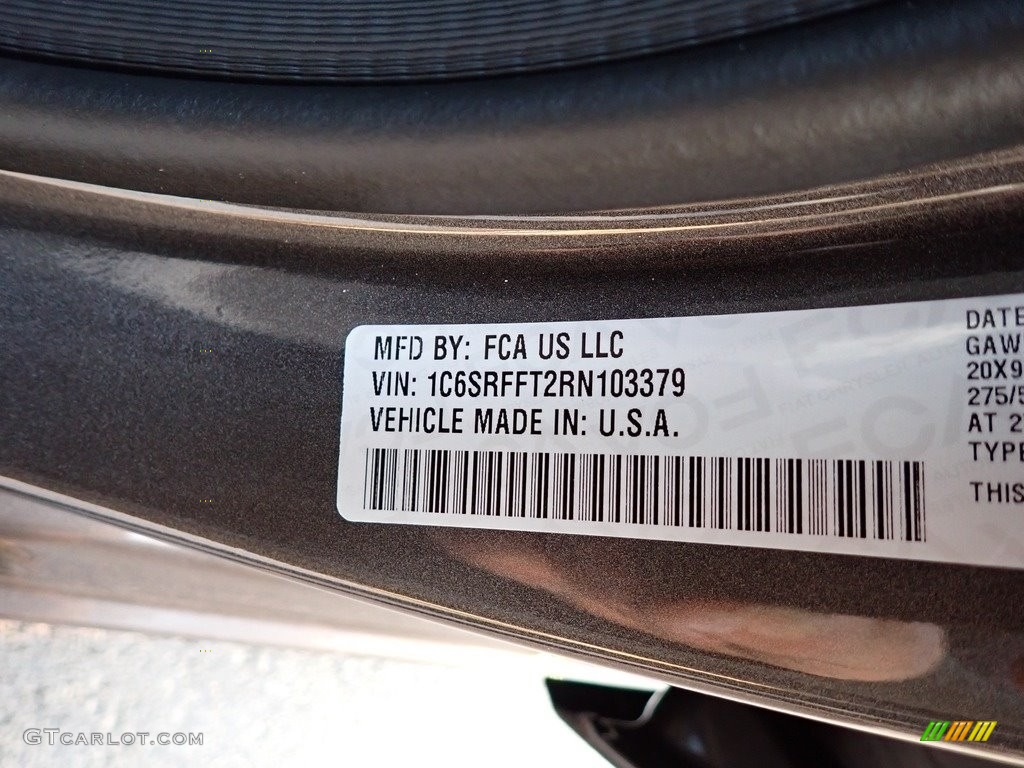 MFD BY: FCA US LLC
VIN: 1C6SRFFT2RN103379
VEHICLE MADE IN: U.S.A.
DATE
GAW
20X9
275/5
AT 2
TYPE
THIS
GTCARLOT.COM